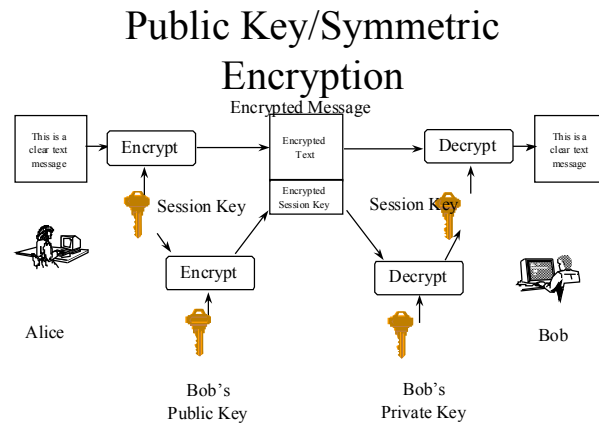 Public Key/Symmetric
Encryption
Encrypted Message
This is a
clear text
message
Encrypt
Encrypted
Text
Decrypt
This is a
clear text
message
Encrypted
Session Key
Session Key
Session Key
Encrypt
Decrypt
Alice
Bob
Bob's
Public Key
Bob's
Private Key